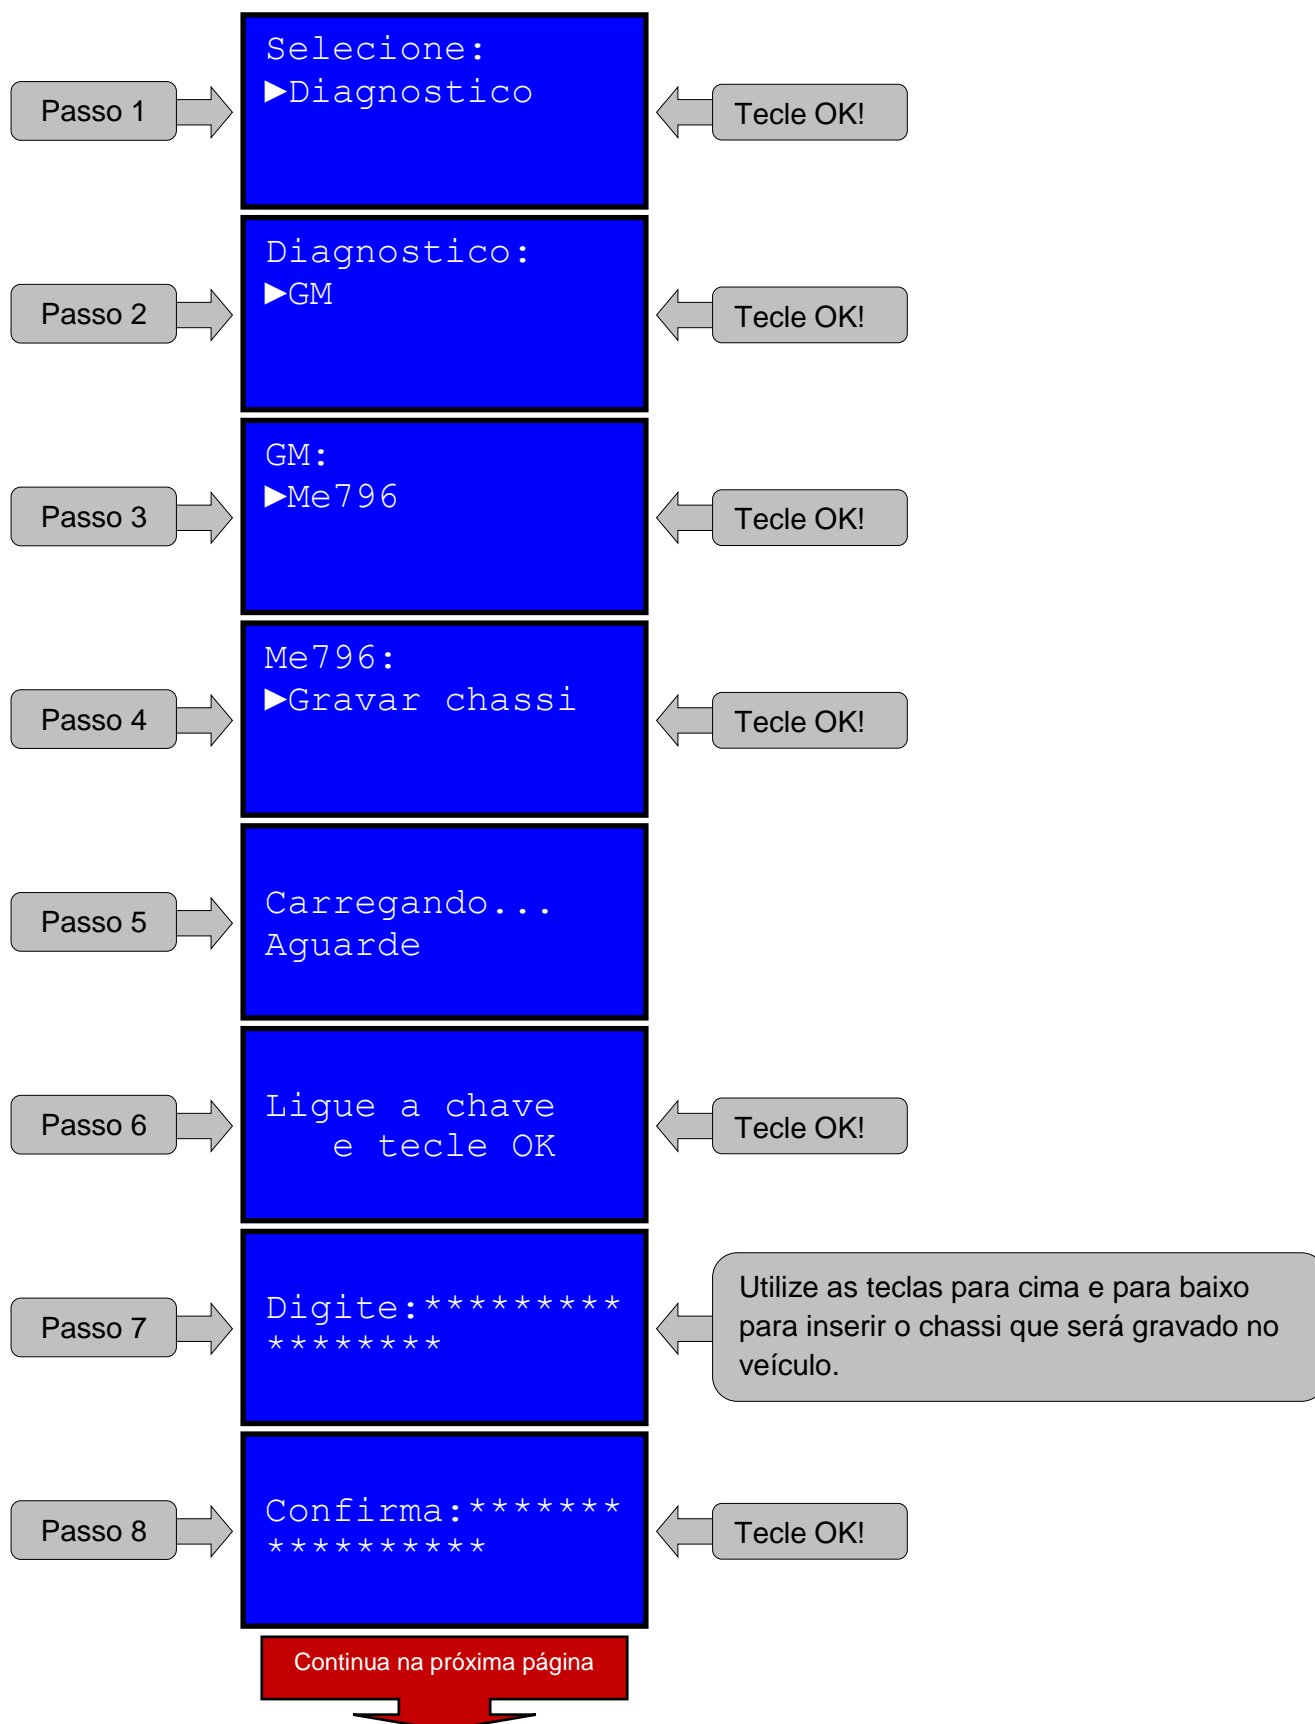 Selecione:
►Diagnostico
Passo 1
Tecle OK!
Diagnostico:
►GM
Passo 2
Tecle OK!
GM:
►Me796
Passo 3
Tecle OK!
Me796:
►Gravar chassi
Passo 4
Tecle OK!
Carregando...
Aguarde
Passo 5
Ligue a chave
e tecle OK
Passo 6
Tecle OK!
Digite:*********
********
Passo 7
Utilize as teclas para cima e para baixo
para inserir o chassi que será gravado no
veículo.
Confirma:*******
**********
Passo 8
Tecle OK!
Continua na próxima página